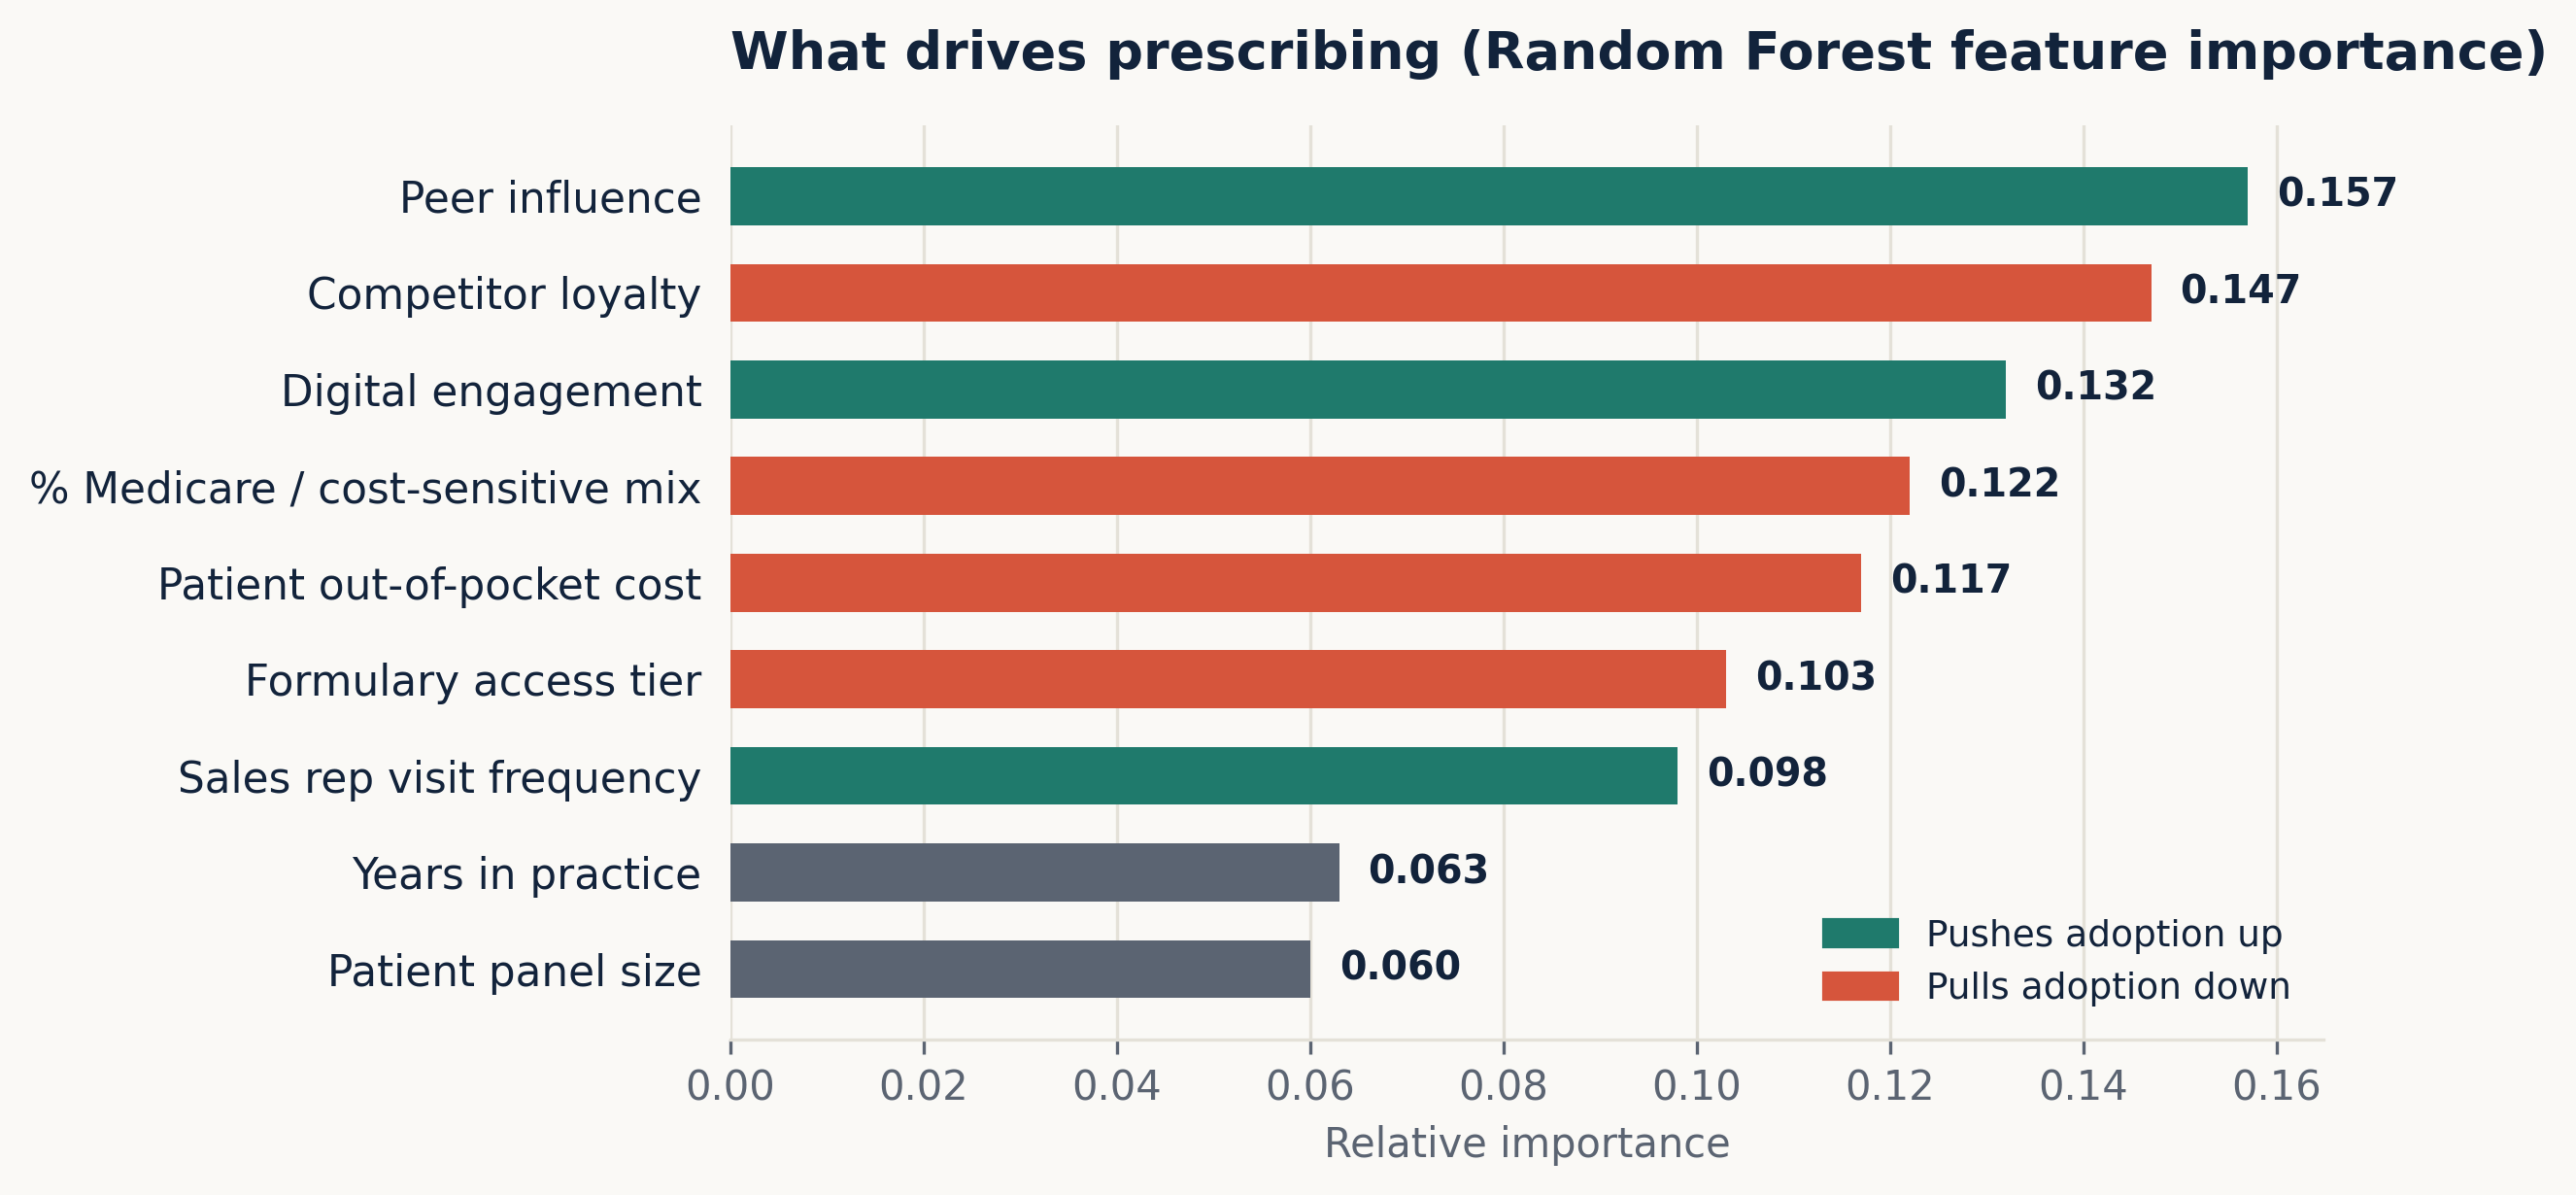 What drives prescribing (Random Forest feature importance)
Peer influence 0.157
Competitor loyalty 0.147
Digital engagement 0.132
% Medicare / cost-sensitive mix 0.122
Patient out-of-pocket cost 0.117
Formulary access tier 0.103
Sales rep visit frequency 0.098
Years in practice 0.063
Patient panel size 0.060
Pushes adoption up
Pulls adoption down
0.00 0.02 0.04 0.06 0.08 0.10 0.12 0.14 0.16
Relative importance